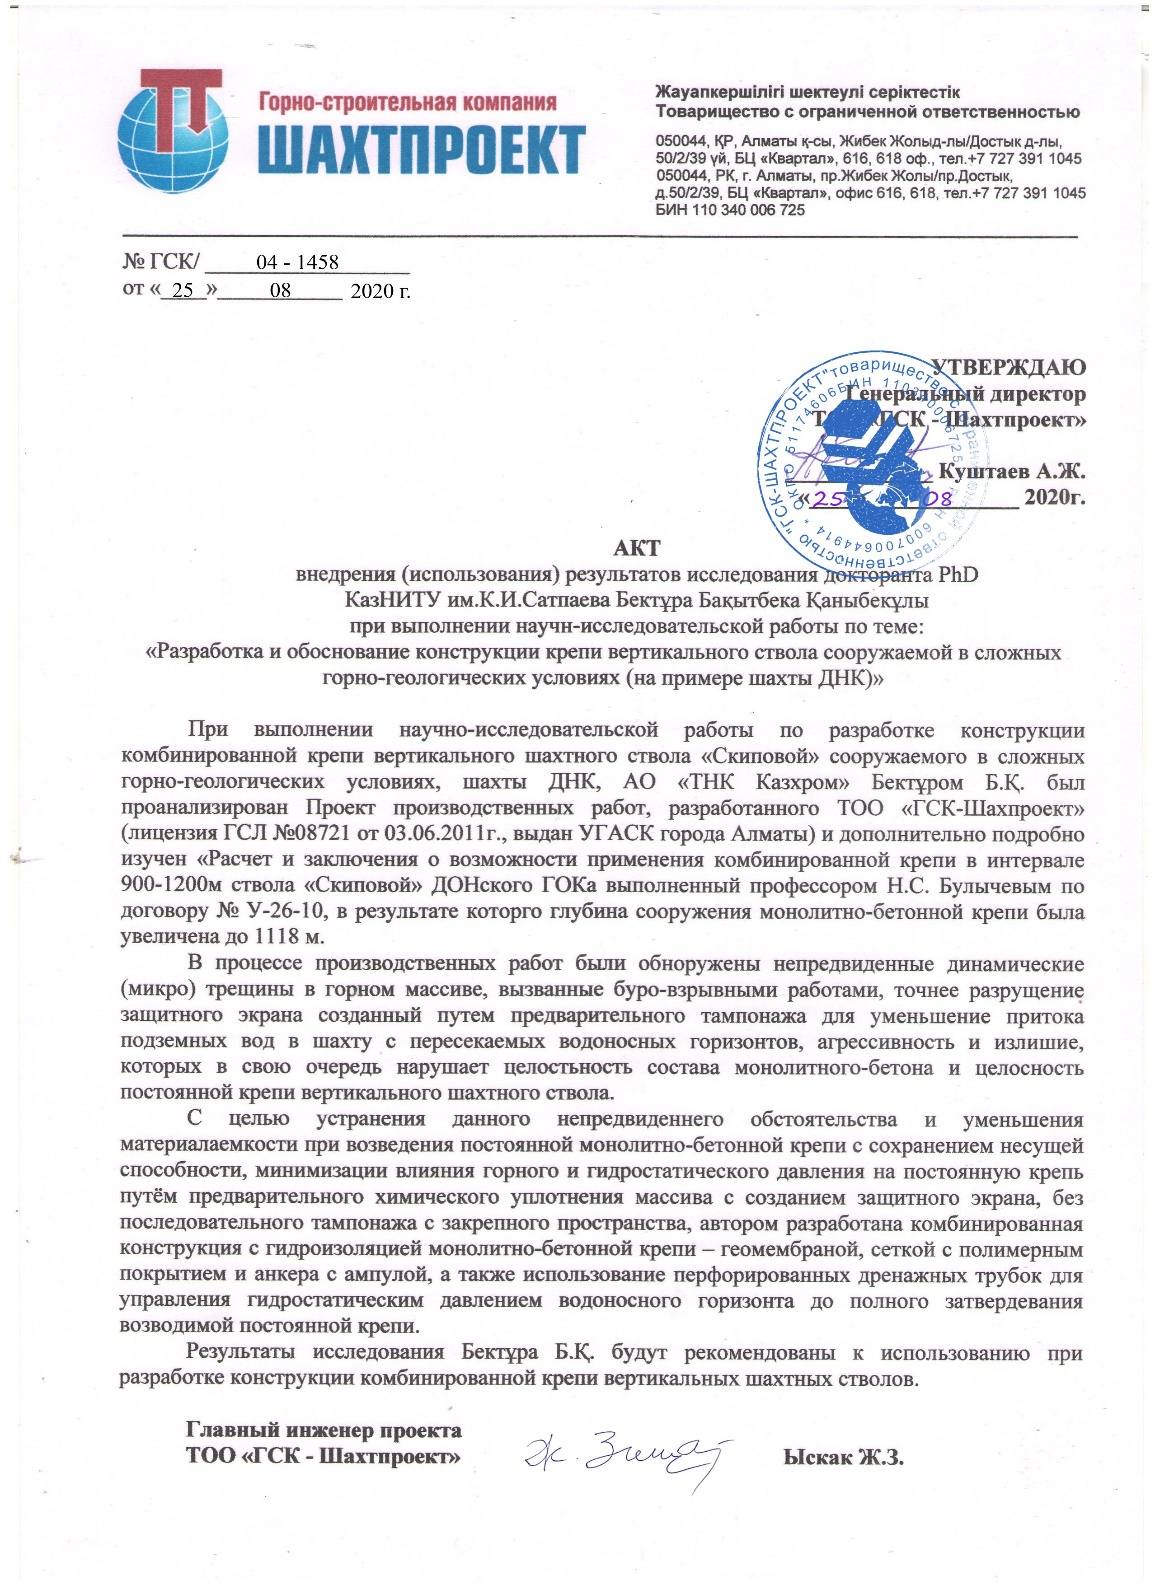 Горно-строительная компания
ШАХТПРОЕКТ
Жауапкершілігі шектеулі серіктестік
Товарищество с ограниченной ответственностью
050044, ҚР, Алматы қ-сы, Жибек Жолыд-лы/Достык д-лы,
50/2/39 үй, БЦ «Квартал», 616, 618 оф., тел.+7 727 391 1045
050044, РК, г. Алматы, пр.Жибек Жолы/пр.Достык,
д.50/2/39, БЦ «Квартал», офис 616, 618, тел.+7 727 391 1045
БИН 110 340 006 725
№ ГСК/ 04 - 1458
от « 25 » 08 2020 г.
УТВЕРЖДАЮ
Генеральный директор
«ГСК - Шахтпроект»
Куштаев А.Ж.
«25» 08 2020г.
"ГСК-ШАХТПРОЕКТ" товарищество с ограниченной ответственностью
АКТ
внедрения (использования) результатов исследования докторанта PhD
КазНИТУ им.К.И.Сатпаева Бектұра Бақытбека Қаныбекұлы
при выполнении научн-исследовательской работы по теме:
«Разработка и обоснование конструкции крепи вертикального ствола сооружаемой в сложных
горно-геологических условиях (на примере шахты ДНК)»
При выполнении научно-исследовательской работы по разработке конструкции
комбинированной крепи вертикального шахтного ствола «Скиповой» сооружаемого в сложных
горно-геологических условиях, шахты ДНК, АО «ТНК Казхром» Бектұром Б.Қ. был
проанализирован Проект производственных работ, разработанного ТОО «ГСК-Шахпроект»
(лицензия ГСЛ №08721 от 03.06.2011г., выдан УГАСК города Алматы) и дополнительно подробно
изучен «Расчет и заключения о возможности применения комбинированной крепи в интервале
900-1200м ствола «Скиповой» ДОНского ГОКа выполненный профессором Н.С. Булычевым по
договору № У-26-10, в результате которго глубина сооружения монолитно-бетонной крепи была
увеличена до 1118 м.
В процессе производственных работ были обноружены непредвиденные динамические
(микро) трещины в горном массиве, вызванные буро-взрывными работами, точнее разрущение
защитного экрана созданный путем предварительного тампонажа для уменьшение притока
подземных вод в шахту с пересекаемых водоносных горизонтов, агрессивность и излишие,
которых в свою очередь нарушает целостьность состава монолитного-бетона и целосность
постоянной крепи вертикального шахтного ствола.
С целью устранения данного непредвиденнего обстоятельства и уменьшения
материалаемкости при возведения постоянной монолитно-бетонной крепи с сохранением несущей
способности, минимизации влияния горного и гидростатического давления на постоянную крепь
путём предварительного химического уплотнения массива с созданием защитного экрана, без
последовательного тампонажа с закрепного пространства, автором разработана комбинированная
конструкция с гидроизоляцией монолитно-бетонной крепи – геомембраной, сеткой с полимерным
покрытием и анкера с ампулой, а также использование перфорированных дренажных трубок для
управления гидростатическим давлением водоносного горизонта до полного затвердевания
возводимой постоянной крепи.
Результаты исследования Бектұра Б.Қ. будут рекомендованы к использованию при
разработке конструкции комбинированной крепи вертикальных шахтных стволов.
Главный инженер проекта
ТОО «ГСК - Шахтпроект» Ыскак Ж.З.